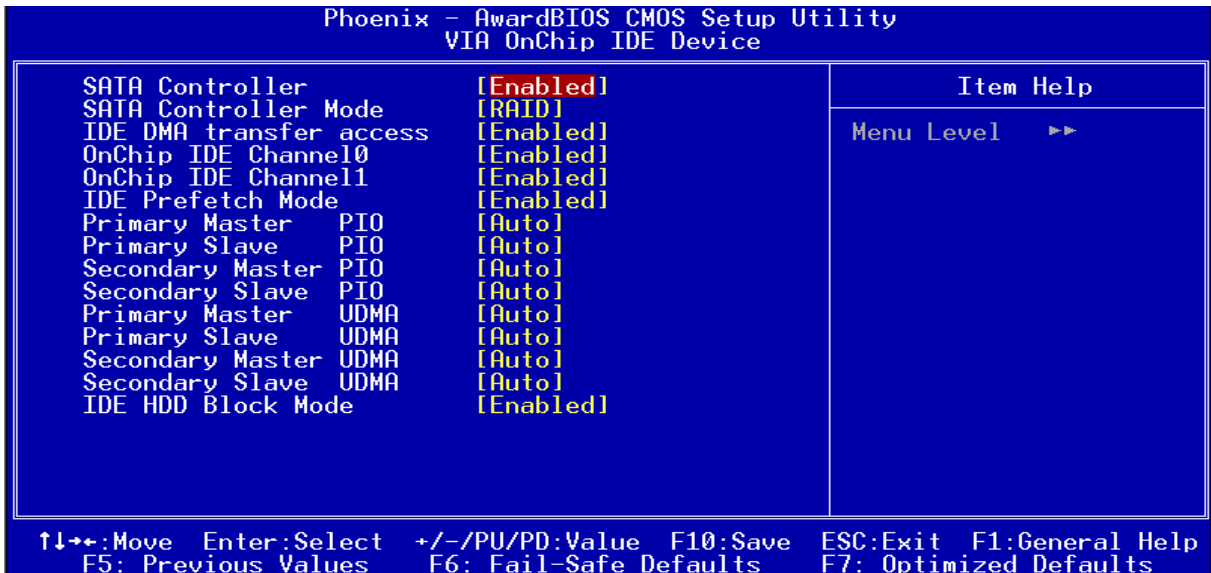 Phoenix - AwardBIOS CMOS Setup Utility
VIA OnChip IDE Device
SATA Controller [Enabled]
SATA Controller Mode [RAID]
IDE DMA transfer access [Enabled]
OnChip IDE Channel0 [Enabled]
OnChip IDE Channel1 [Enabled]
IDE Prefetch Mode [Enabled]
Primary Master PIO [Auto]
Primary Slave PIO [Auto]
Secondary Master PIO [Auto]
Secondary Slave PIO [Auto]
Primary Master UDMA [Auto]
Primary Slave UDMA [Auto]
Secondary Master UDMA [Auto]
Secondary Slave UDMA [Auto]
IDE HDD Block Mode [Enabled]
Item Help
Menu Level ►►
↑↓→←:Move Enter:Select +/-/PU/PD:Value F10:Save ESC:Exit F1:General Help
F5: Previous Values F6: Fail-Safe Defaults F7: Optimized Defaults